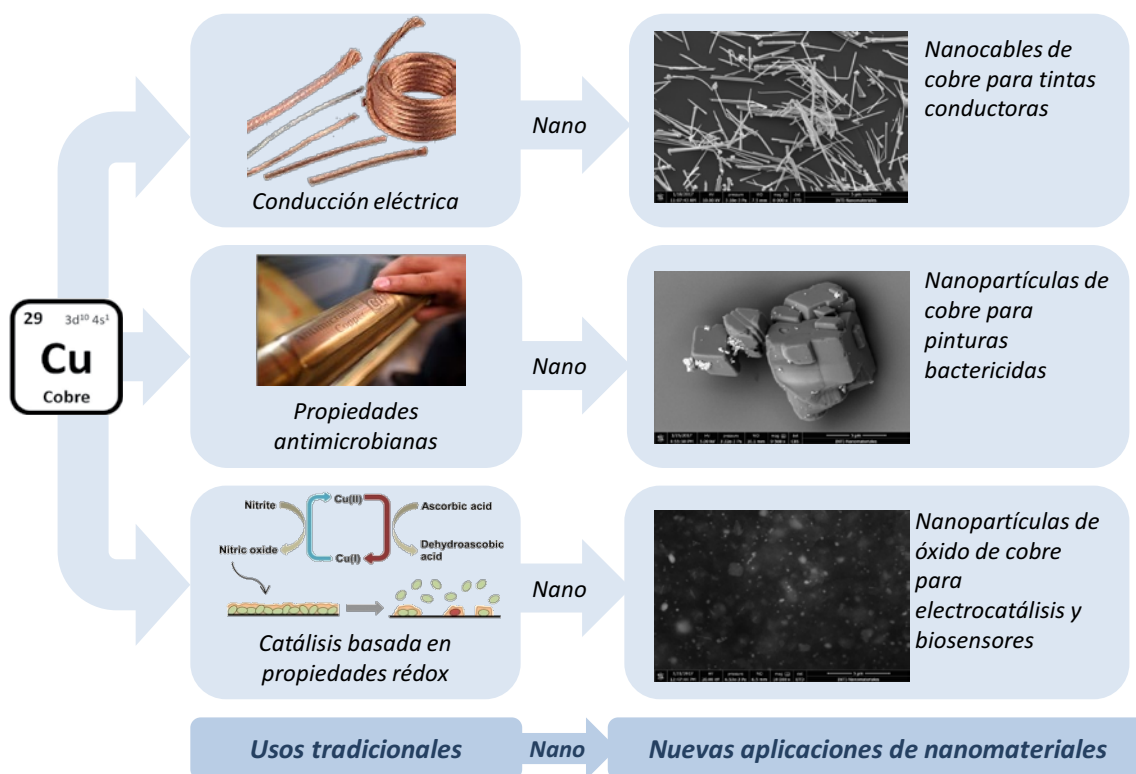 Conducción eléctrica
Nano
Nanocables de
cobre para tintas
conductoras
29 3d¹⁰ 4s¹
Cu
Cobre
Cu
Copper
Propiedades
antimicrobianas
Nano
Nanopartículas de
cobre para
pinturas
bactericidas
Nitrite
Cu(II)
Ascorbic acid
Nitric oxide
Cu(I)
Dehydroascobic
acid
Catálisis basada en
propiedades rédox
Nano
Nanopartículas de
óxido de cobre
para
electrocatálisis y
biosensores
Usos tradicionales
Nano
Nuevas aplicaciones de nanomateriales